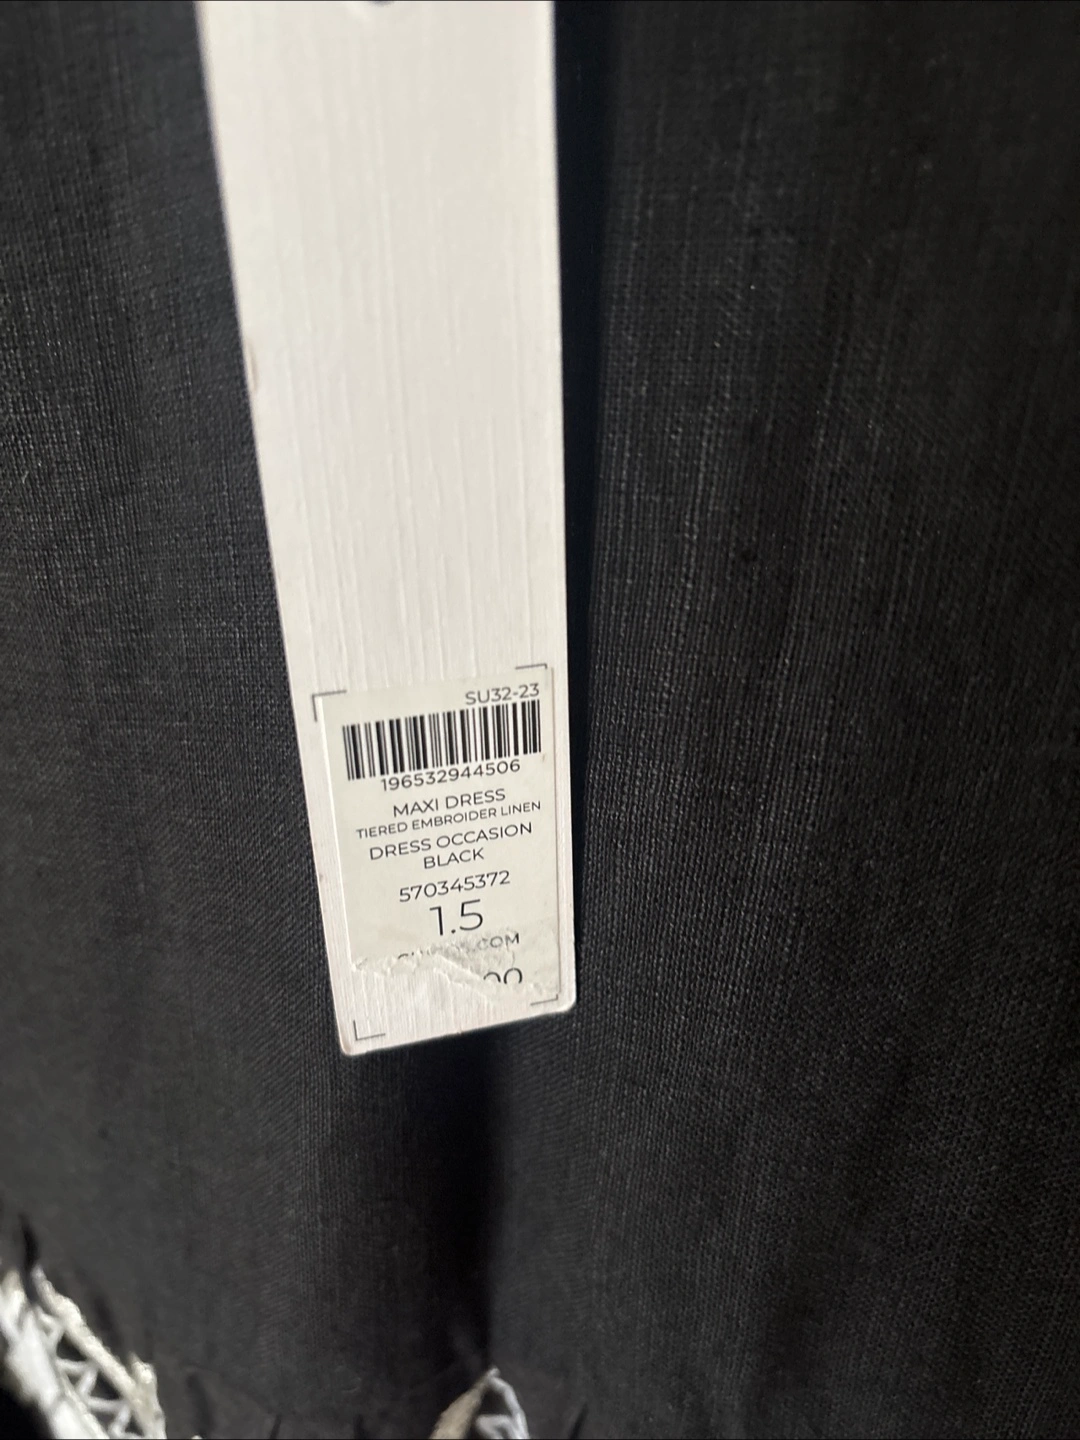 SU32-23
196532944506
MAXI DRESS
TIERED EMBROIDER LINEN
DRESS OCCASION
BLACK
570345372
1.5